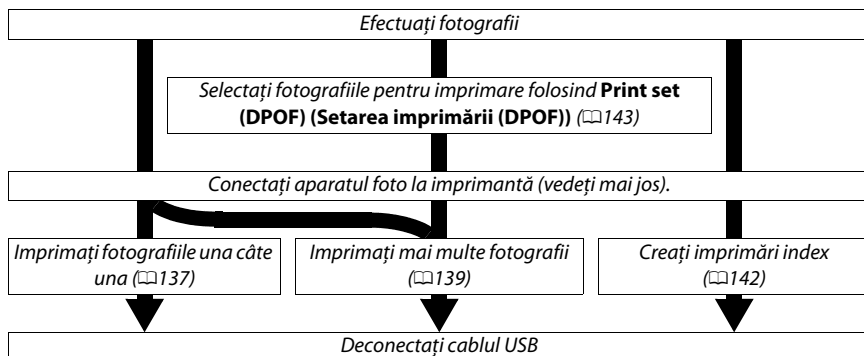 Efectuați fotografii
Selectați fotografiile pentru imprimare folosind Print set
(DPOF) (Setarea imprimării (DPOF)) (🕮143)
Conectați aparatul foto la imprimantă (vedeți mai jos).
Imprimați fotografiile una câte
una (🕮137)
Imprimați mai multe fotografii
(🕮139)
Creați imprimări index
(🕮142)
Deconectați cablul USB